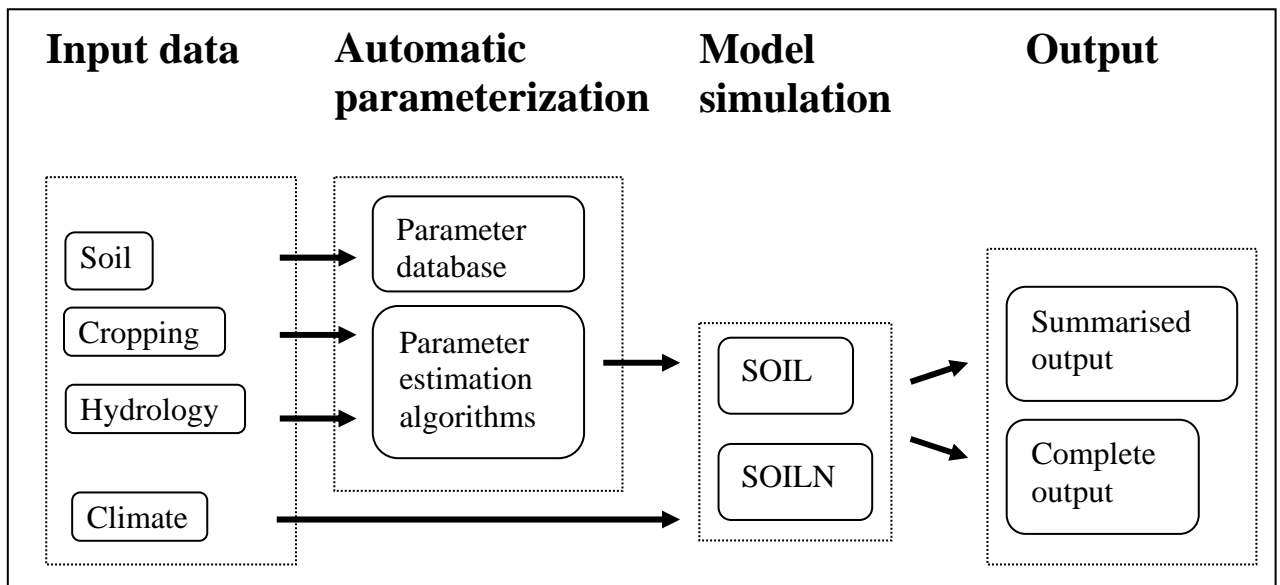 Input data
Automatic
parameterization
Model
simulation
Output
Soil
Cropping
Hydrology
Climate
Parameter
database
Parameter
estimation
algorithms
SOIL
SOILN
Summarised
output
Complete
output